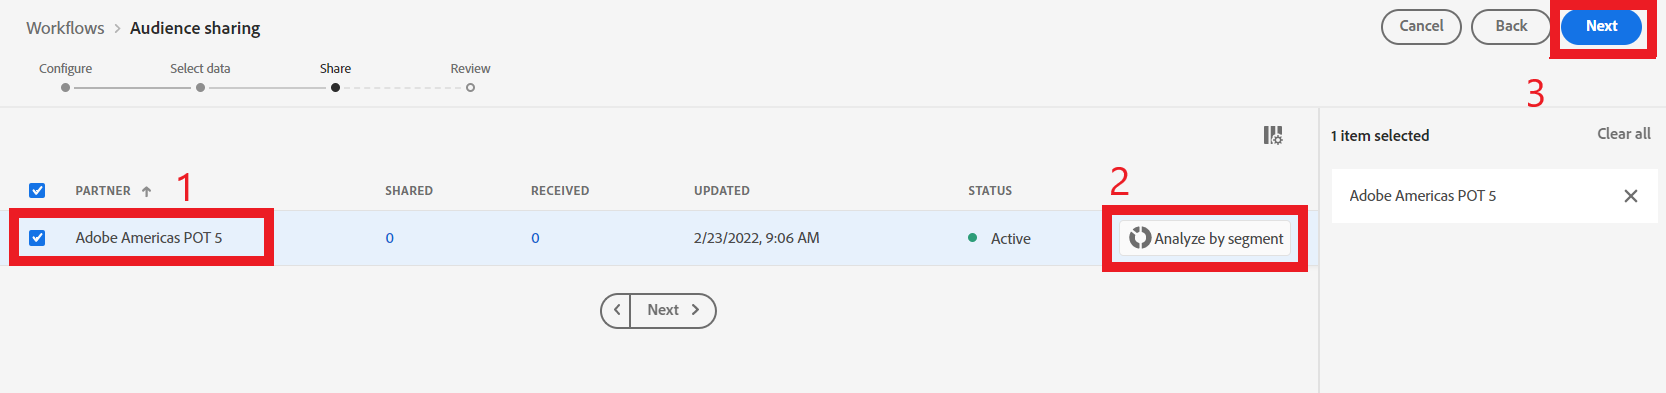 Workflows > Audience sharing
Cancel Back Next
Configure Select data Share Review
3
1 item selected Clear all
PARTNER ↑ 1 SHARED RECEIVED UPDATED STATUS 2
Adobe Americas POT 5 0 0 2/23/2022, 9:06 AM Active Analyze by segment
Adobe Americas POT 5
Next